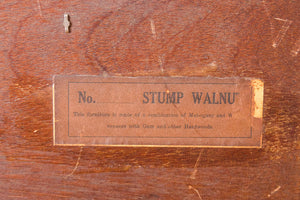 No. STUMP WALNU
This furniture is made of a combination of Mahogany and W
veneers with Gum and other Hardwoods